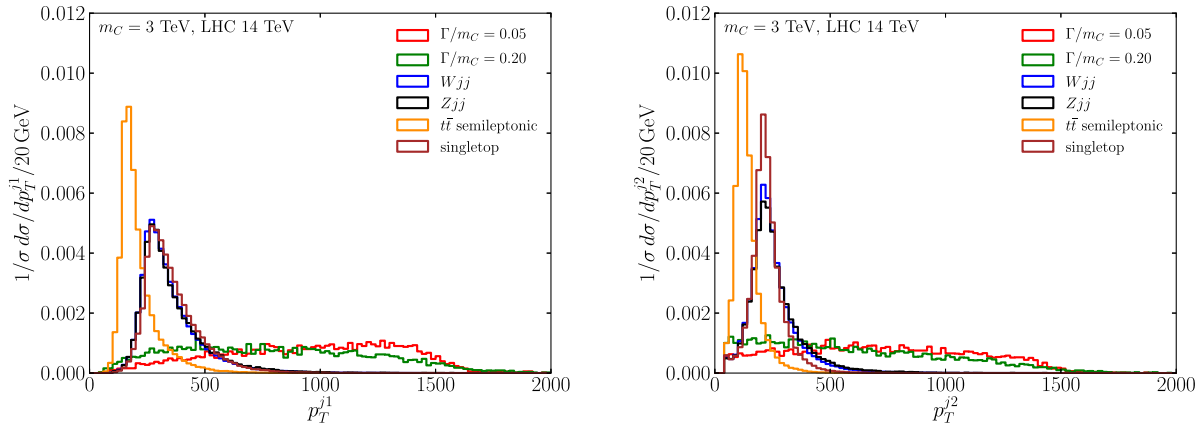 m_C = 3 TeV, LHC 14 TeV
Γ/m_C = 0.05
Γ/m_C = 0.20
Wjj
Zjj
tt̄ semileptonic
singletop
0.012
0.010
0.008
0.006
0.004
0.002
0.000
1/σ dσ/dp_T^{j1}/20 GeV
0 500 1000 1500 2000
p_T^{j1}
m_C = 3 TeV, LHC 14 TeV
Γ/m_C = 0.05
Γ/m_C = 0.20
Wjj
Zjj
tt̄ semileptonic
singletop
0.012
0.010
0.008
0.006
0.004
0.002
0.000
1/σ dσ/dp_T^{j2}/20 GeV
0 500 1000 1500 2000
p_T^{j2}